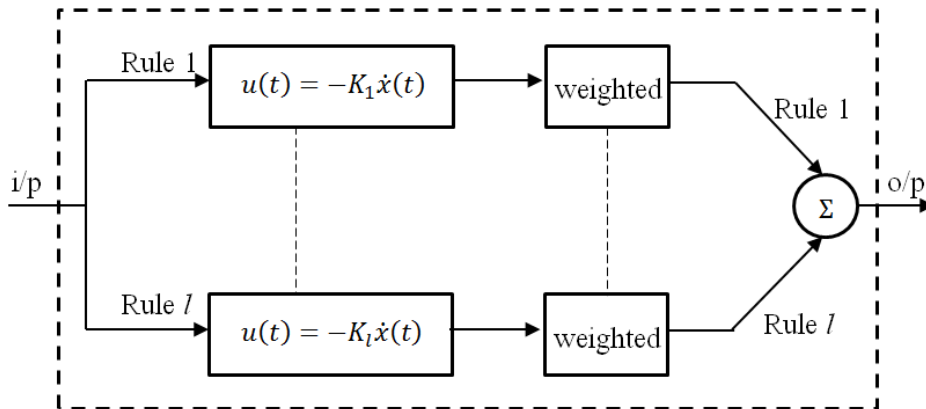 Rule 1
u(t) = −K₁ẋ(t)
weighted
Rule 1
i/p
Σ
o/p
Rule l
u(t) = −Kₗẋ(t)
weighted
Rule l